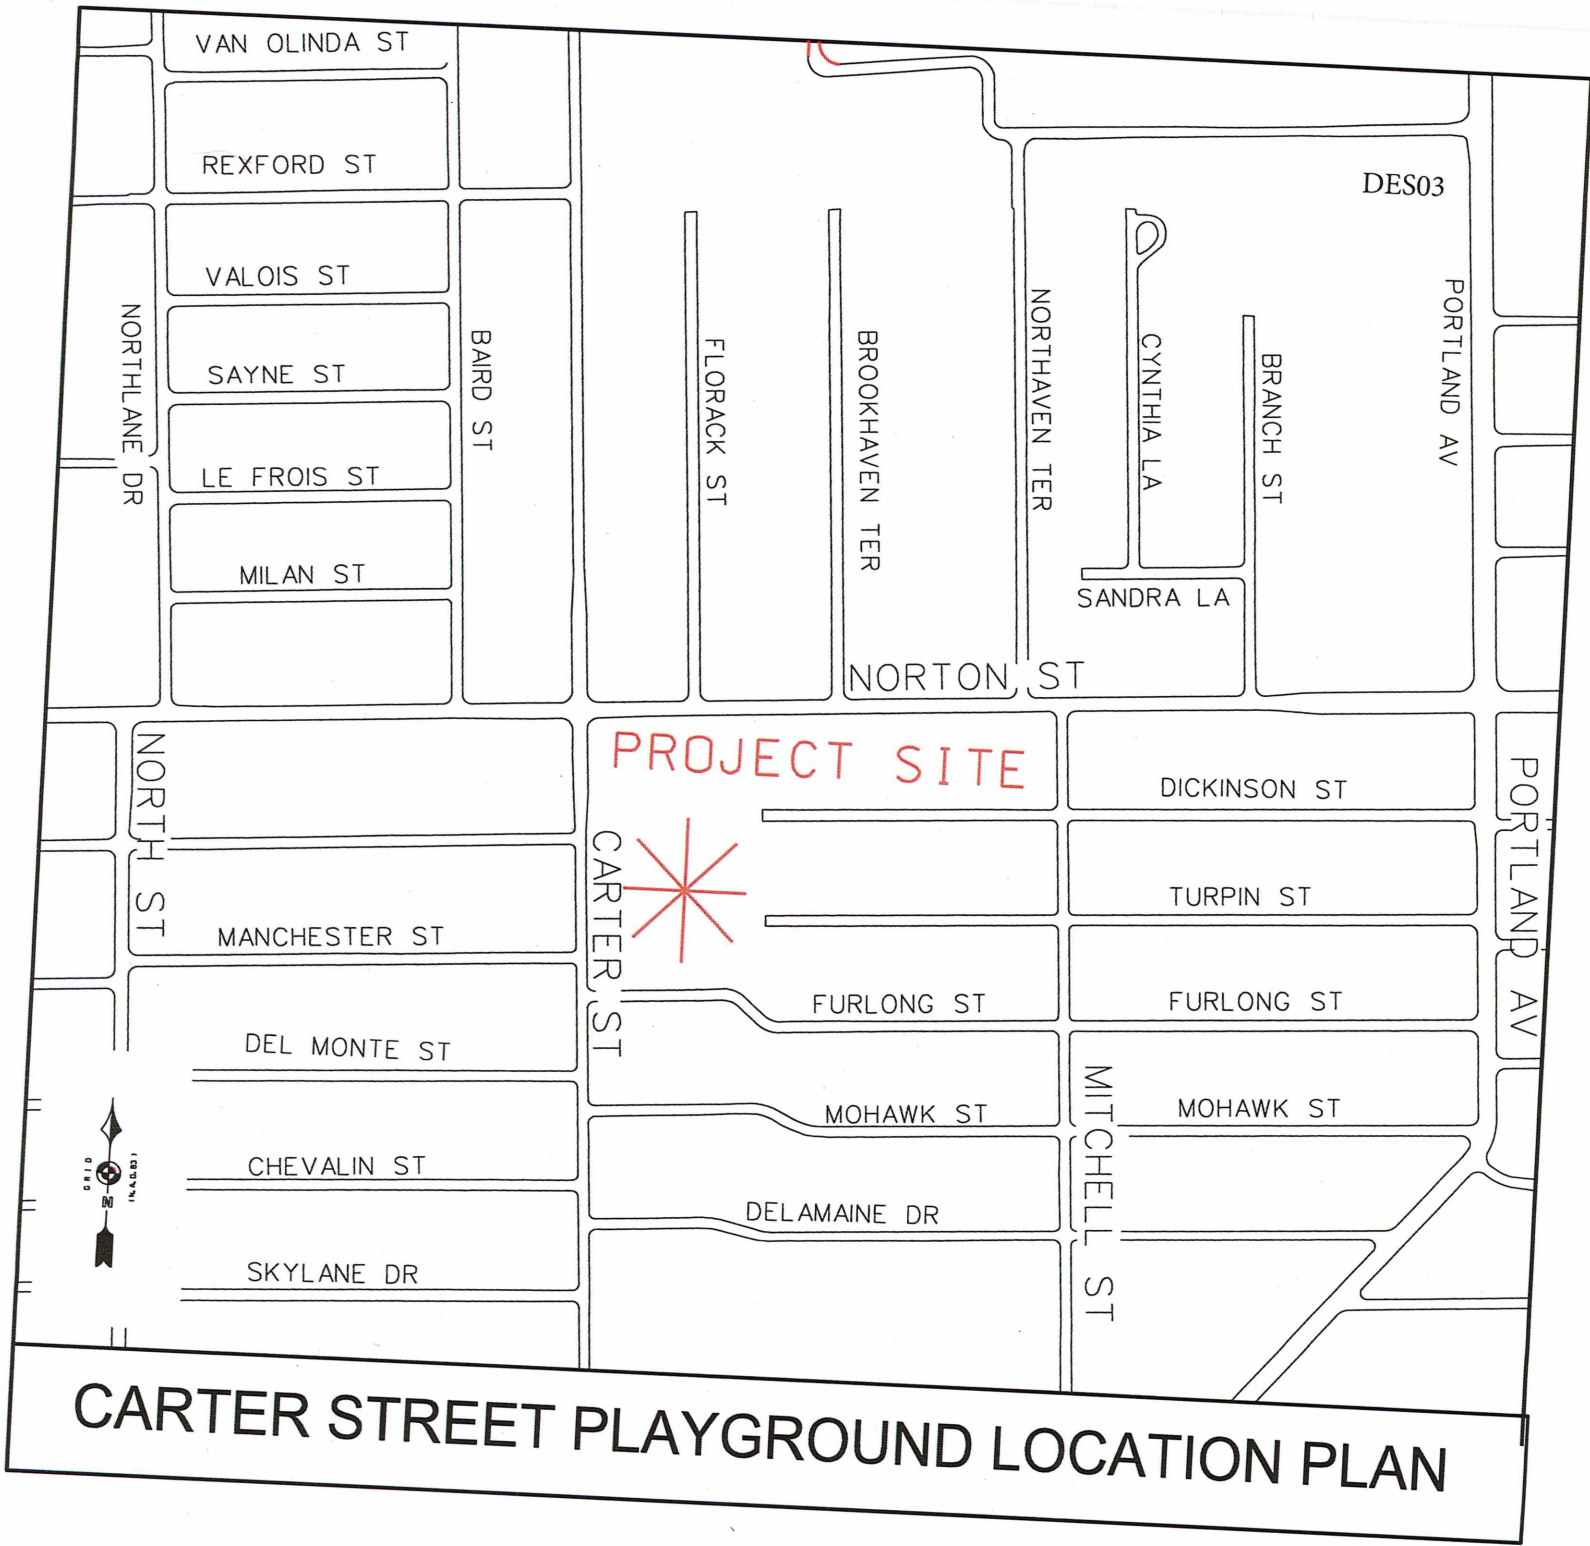 VAN OLINDA ST
REXFORD ST
DES03
VALOIS ST
NORTHLANE DR
SAYNE ST
BAIRD ST
FLORACK ST
BROOKHAVEN TER
NORTHAVEN TER
CYNTHIA LA
BRANCH ST
PORTLAND AV
LE FROIS ST
MILAN ST
SANDRA LA
NORTON ST
PROJECT SITE
NORTH ST
DICKINSON ST
PORTLAND AV
CARTER ST
TURPIN ST
MANCHESTER ST
FURLONG ST
FURLONG ST
DEL MONTE ST
MITCHELL ST
MOHAWK ST
MOHAWK ST
CHEVALIN ST
GRID
N
(N.A.D.83)
DELAMAINE DR
SKYLANE DR
CARTER STREET PLAYGROUND LOCATION PLAN